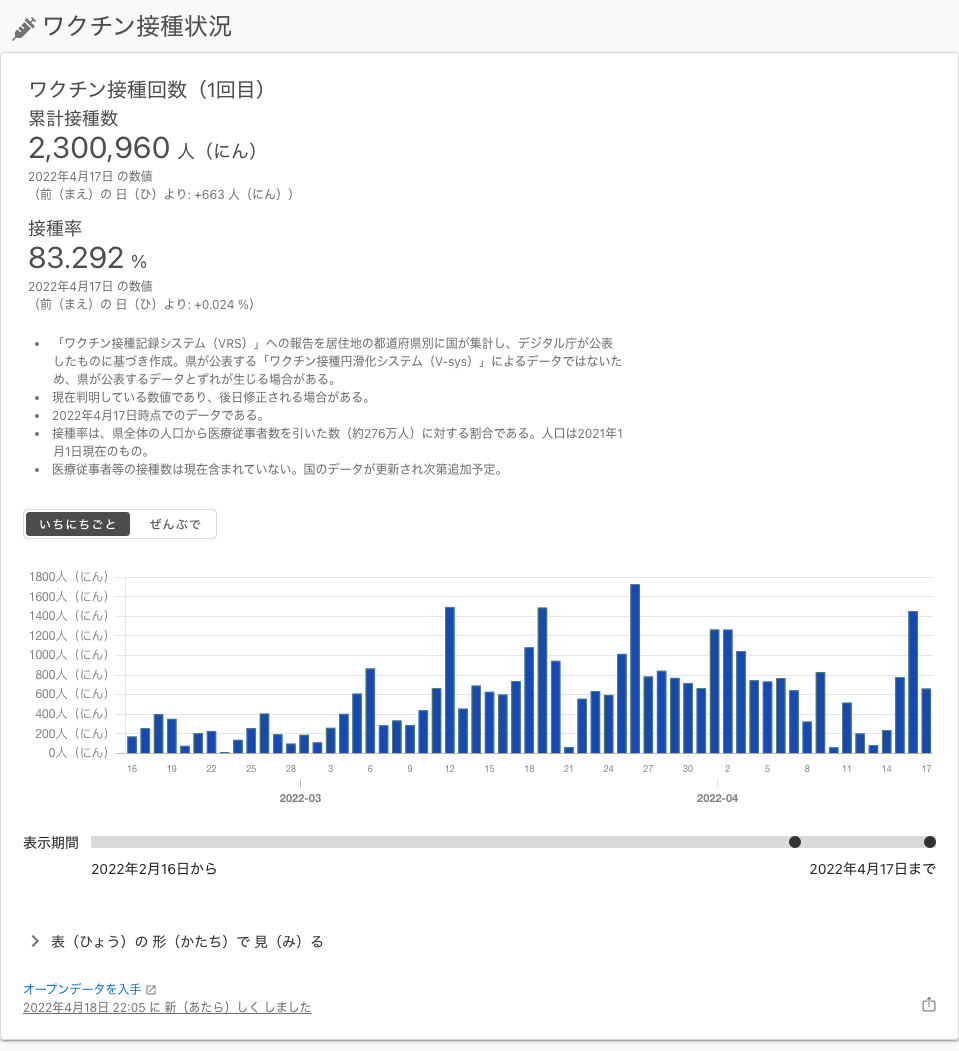 ワクチン接種状況
ワクチン接種回数（1回目）
累計接種数
2,300,960 人（にん）
2022年4月17日 の数値
（前（まえ）の 日（ひ）より: +663 人（にん））
接種率
83.292 %
2022年4月17日 の数値
（前（まえ）の 日（ひ）より: +0.024 %）
• 「ワクチン接種記録システム（VRS）」への報告を居住地の都道府県別に国が集計し、デジタル庁が公表
したものに基づき作成。県が公表する「ワクチン接種円滑化システム（V-sys）」によるデータではないた
め、県が公表するデータとずれが生じる場合がある。
• 現在判明している数値であり、後日修正される場合がある。
• 2022年4月17日時点でのデータである。
• 接種率は、県全体の人口から医療従事者数を引いた数（約276万人）に対する割合である。人口は2021年1
月1日現在のもの。
• 医療従事者等の接種数は現在含まれていない。国のデータが更新され次第追加予定。
いちにちごと ぜんぶで
1800人（にん）
1600人（にん）
1400人（にん）
1200人（にん）
1000人（にん）
800人（にん）
600人（にん）
400人（にん）
200人（にん）
0人（にん）
16 19 22 25 28 3 6 9 12 15 18 21 24 27 30 2 5 8 11 14 17
2022-03 2022-04
表示期間
2022年2月16日から 2022年4月17日まで
表（ひょう）の 形（かたち）で 見（み）る
オープンデータを入手
2022年4月18日 22:05 に 新（あたら）しく しました